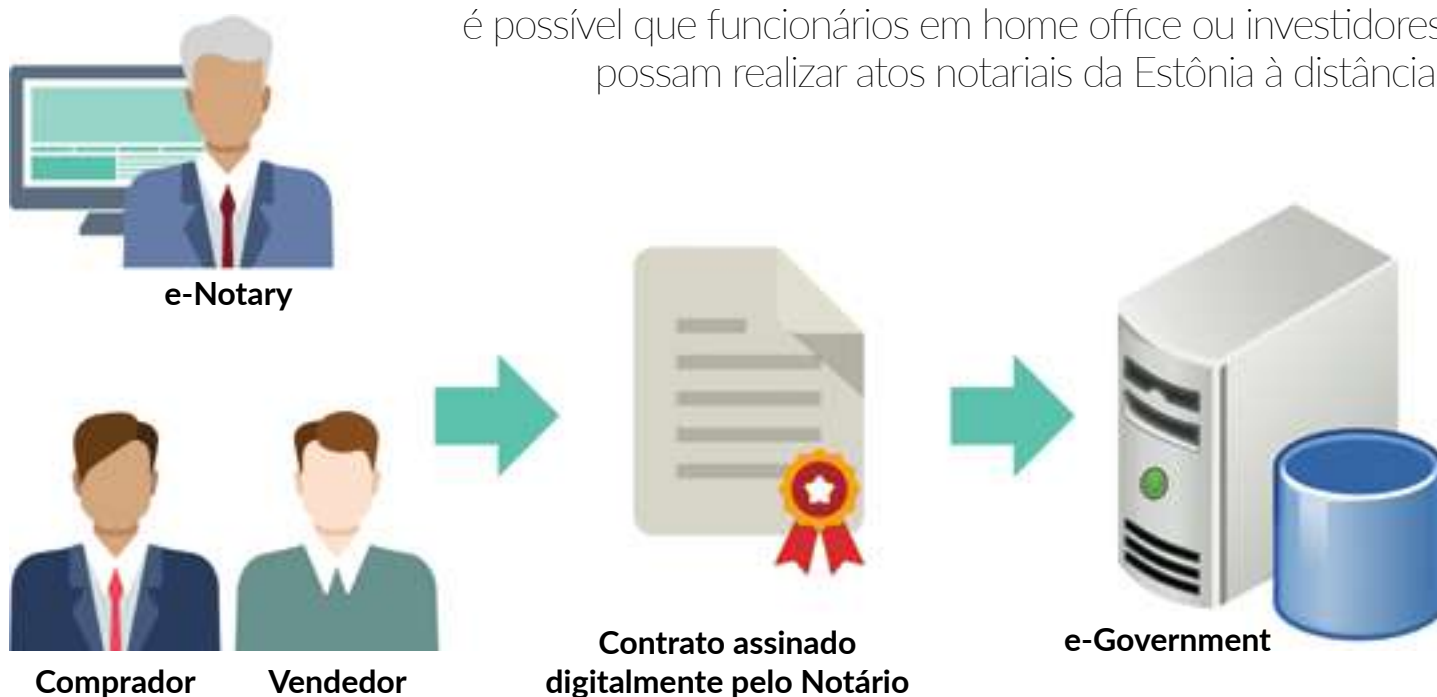 é possível que funcionários em home office ou investidores
possam realizar atos notariais da Estônia à distância
e-Notary
Contrato assinado
digitalmente pelo Notário
e-Government
Comprador
Vendedor